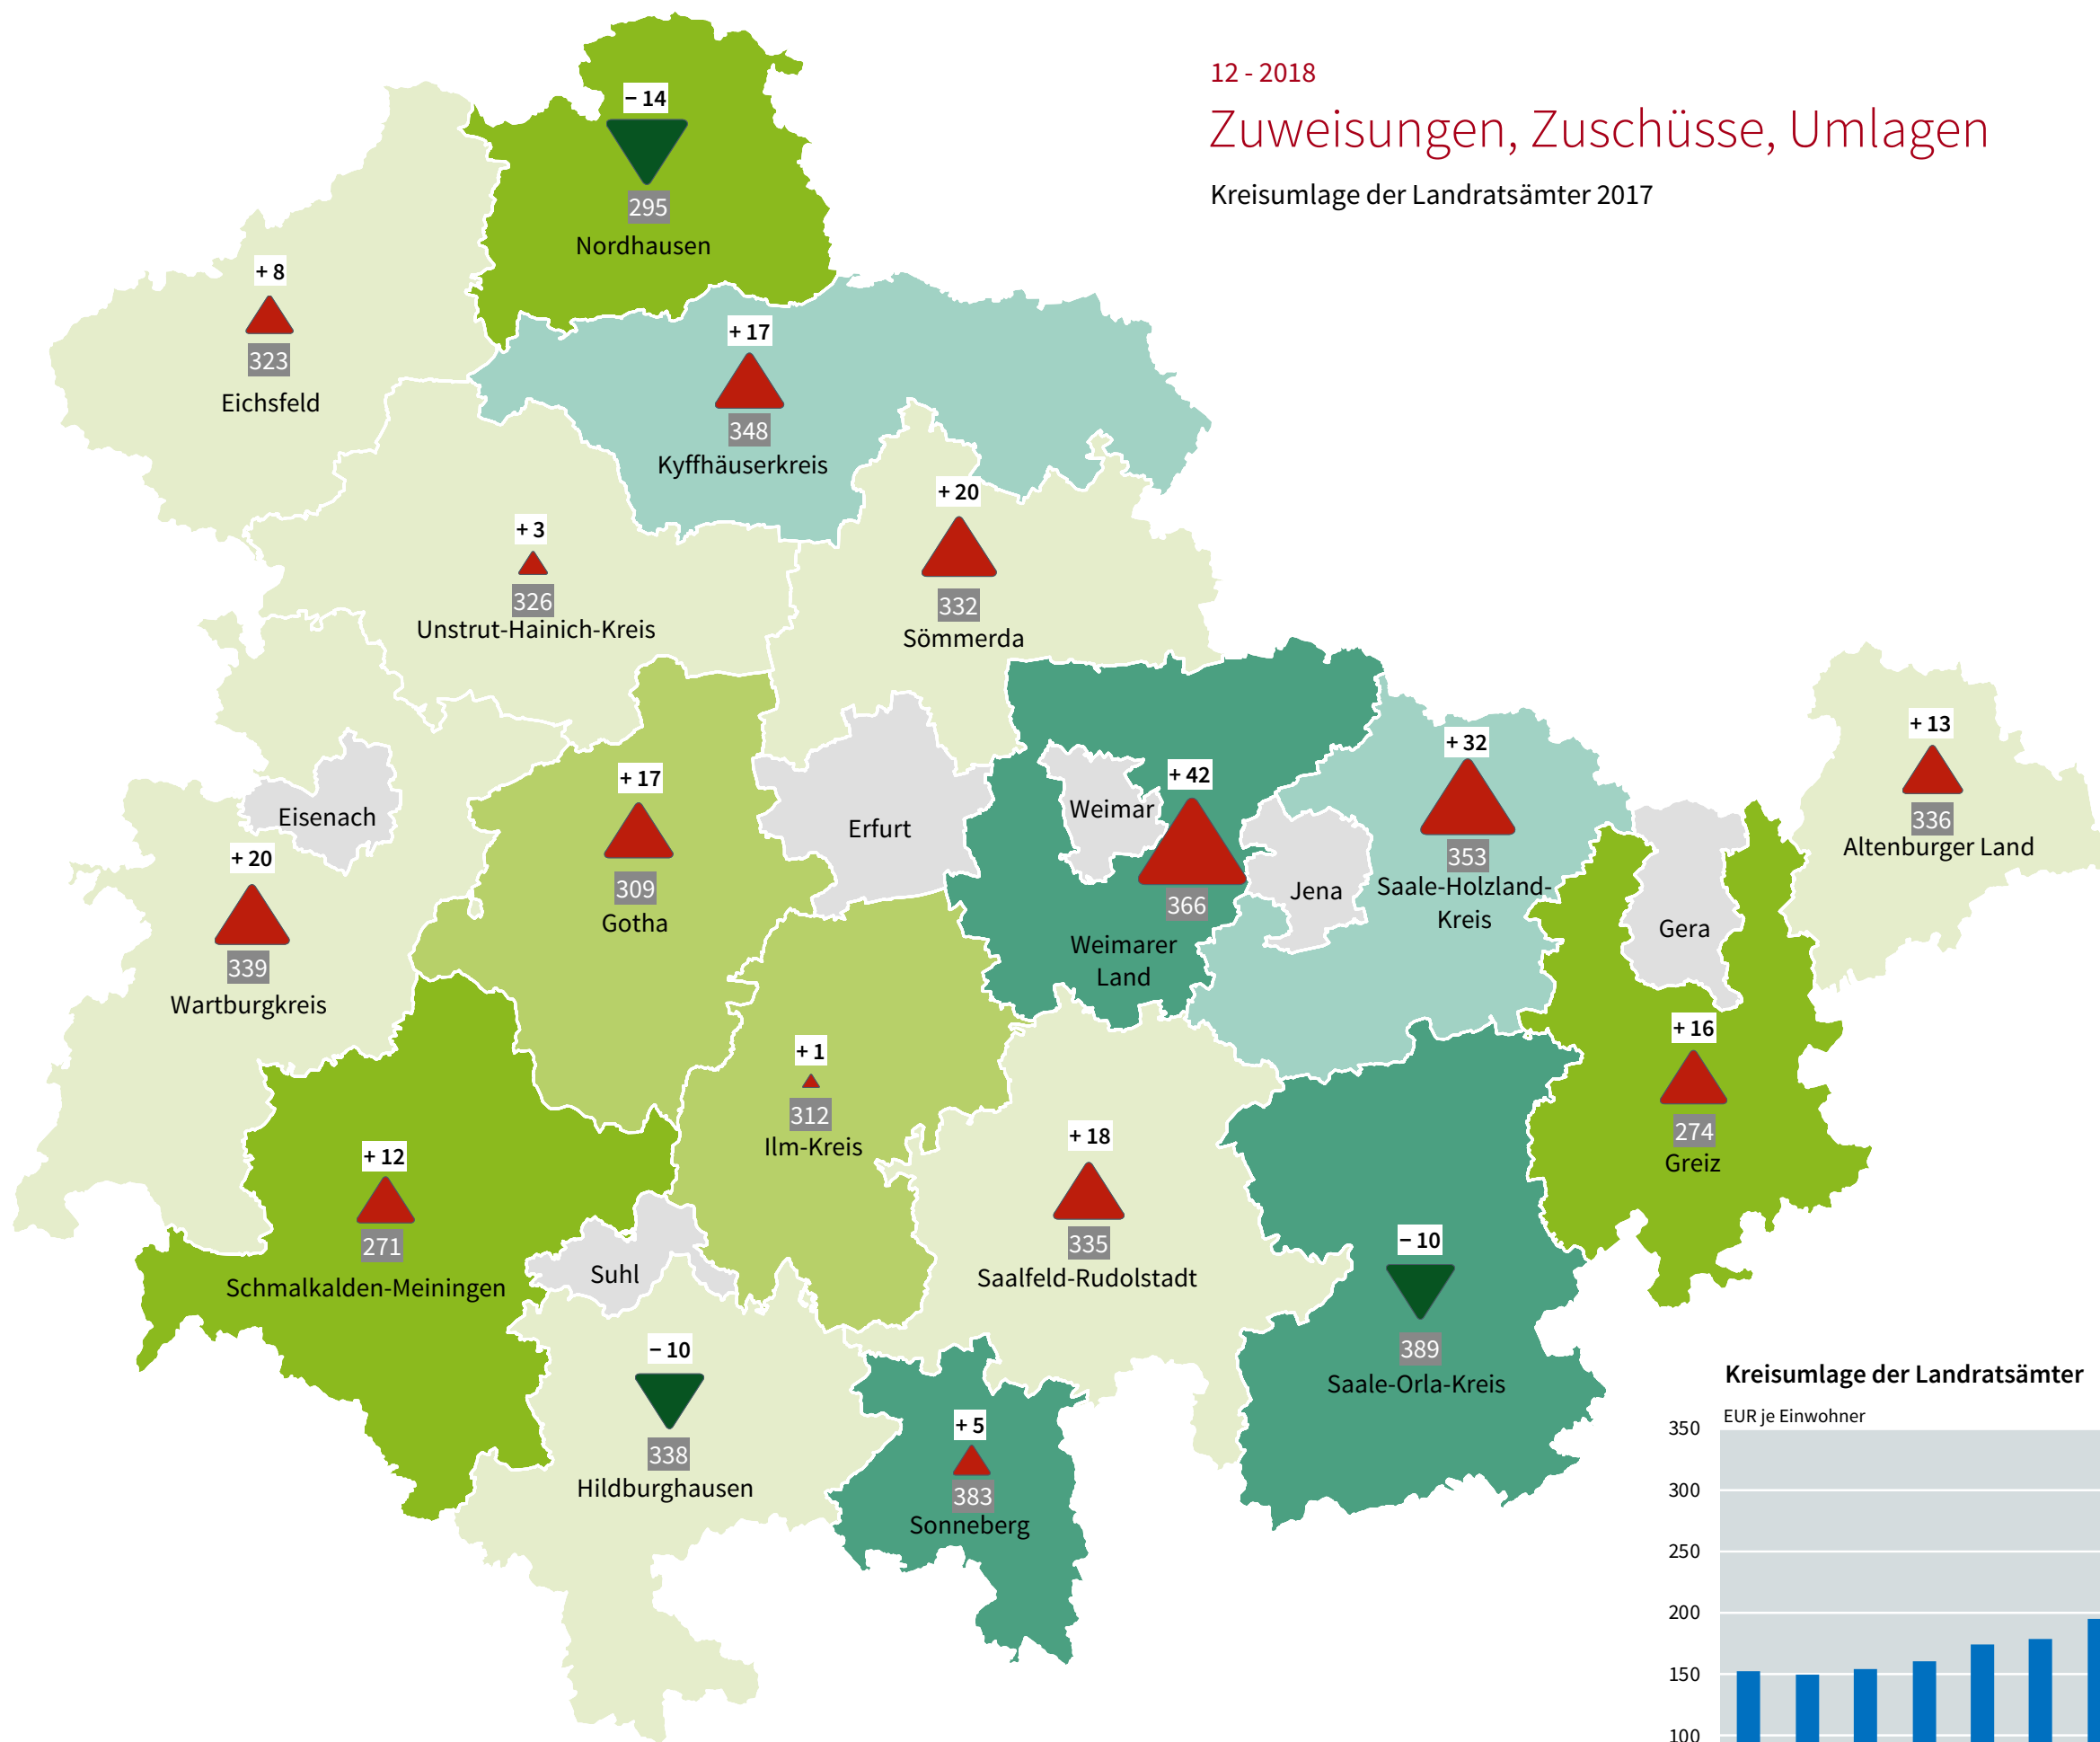 12 - 2018
Zuweisungen, Zuschüsse, Umlagen
Kreisumlage der Landratsämter 2017
− 14
295
Nordhausen
+ 8
323
Eichsfeld
+ 17
348
Kyffhäuserkreis
+ 20
332
Sömmerda
+ 3
326
Unstrut-Hainich-Kreis
Eisenach
+ 20
339
Wartburgkreis
+ 17
309
Gotha
Erfurt
Weimar
+ 42
366
Weimarer
Land
Jena
+ 32
353
Saale-Holzland-
Kreis
Gera
+ 13
336
Altenburger Land
+ 16
274
Greiz
+ 1
312
Ilm-Kreis
+ 12
271
Schmalkalden-Meiningen
Suhl
+ 18
335
Saalfeld-Rudolstadt
− 10
389
Saale-Orla-Kreis
− 10
338
Hildburghausen
+ 5
383
Sonneberg
Kreisumlage der Landratsämter
EUR je Einwohner
350
300
250
200
150
100